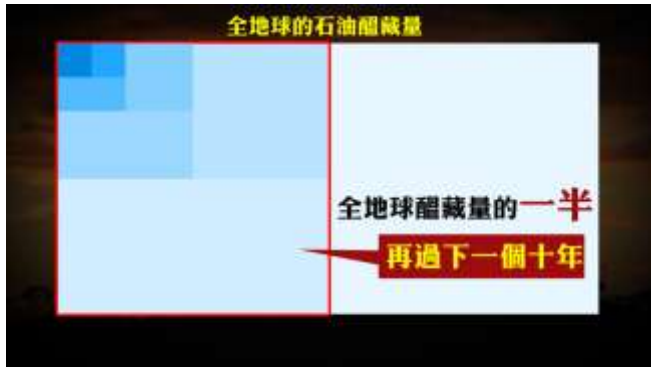 全地球的石油醞藏量
全地球醞藏量的一半
再過下一個十年